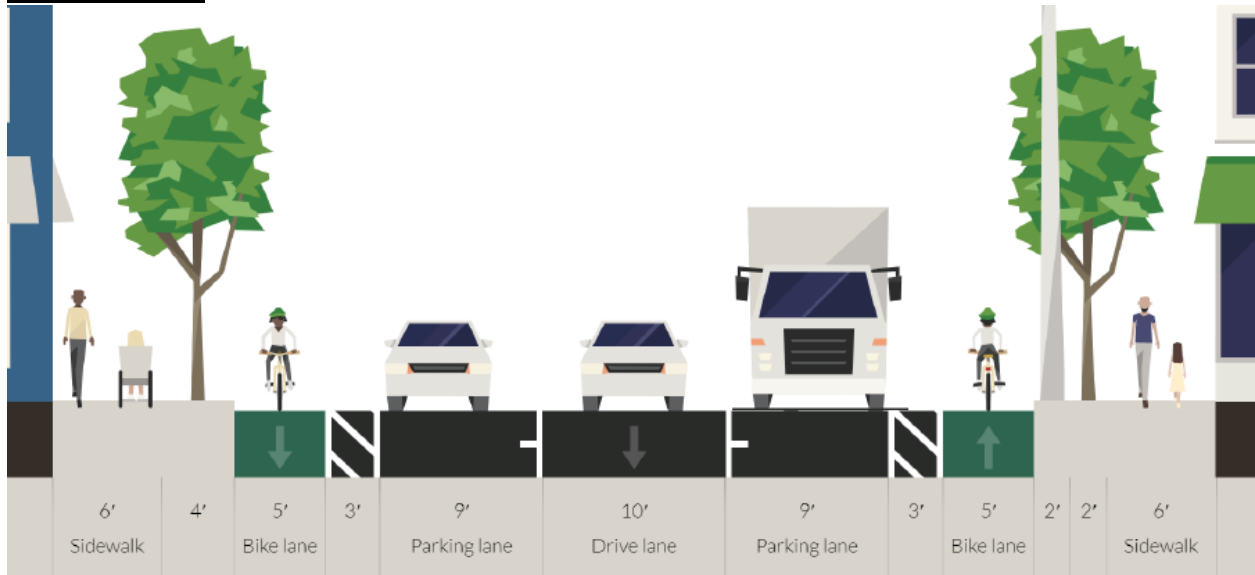 6′ 4′ 5′ 3′ 9′ 10′ 9′ 3′ 5′ 2′ 2′ 6′
Sidewalk Bike lane Parking lane Drive lane Parking lane Bike lane Sidewalk